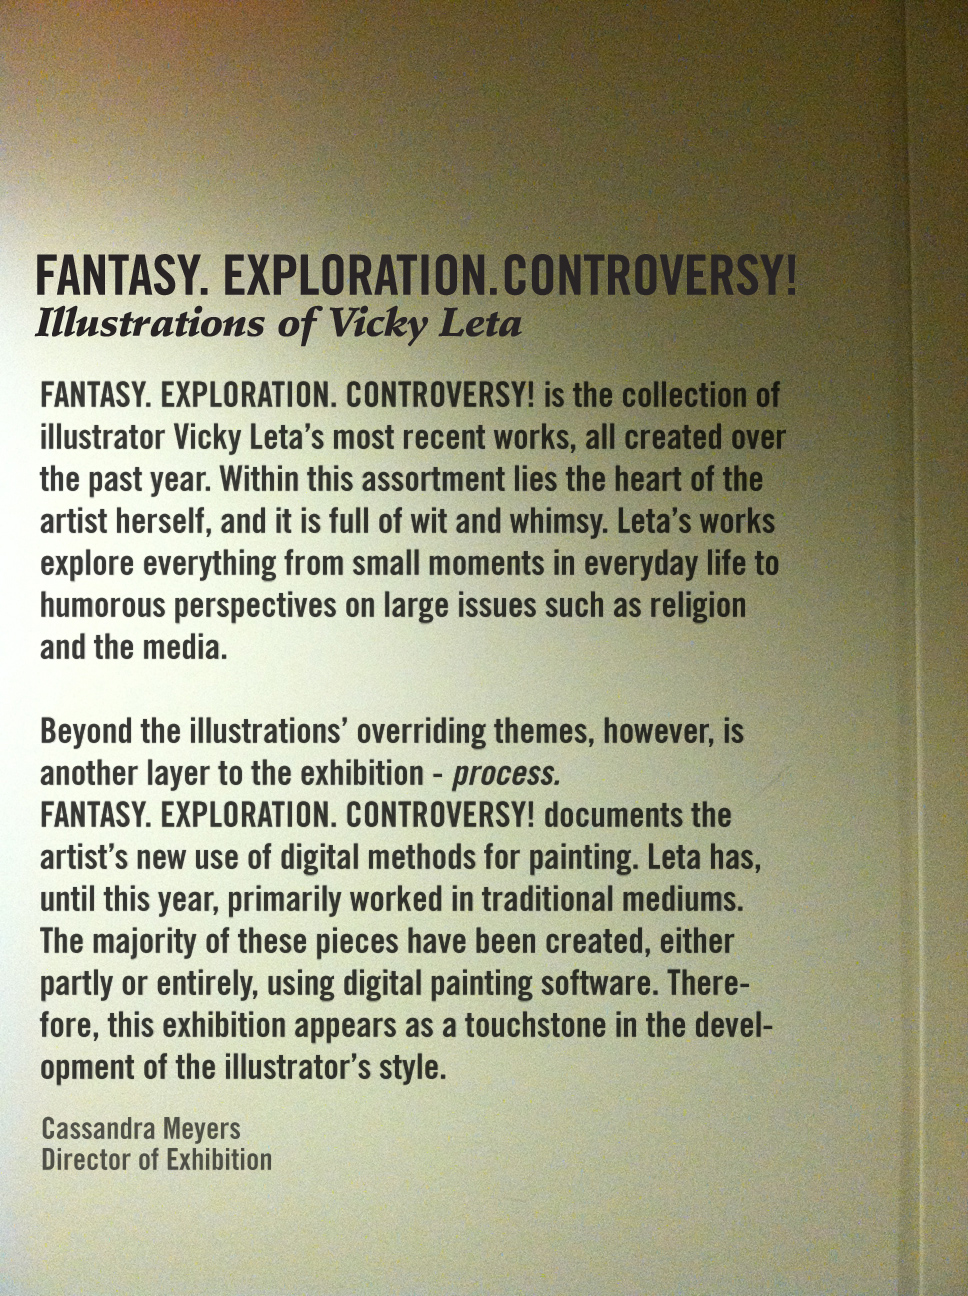 FANTASY. EXPLORATION.CONTROVERSY!
Illustrations of Vicky Leta
FANTASY. EXPLORATION. CONTROVERSY! is the collection of
illustrator Vicky Leta’s most recent works, all created over
the past year. Within this assortment lies the heart of the
artist herself, and it is full of wit and whimsy. Leta’s works
explore everything from small moments in everyday life to
humorous perspectives on large issues such as religion
and the media.
Beyond the illustrations’ overriding themes, however, is
another layer to the exhibition - process.
FANTASY. EXPLORATION. CONTROVERSY! documents the
artist’s new use of digital methods for painting. Leta has,
until this year, primarily worked in traditional mediums.
The majority of these pieces have been created, either
partly or entirely, using digital painting software. There-
fore, this exhibition appears as a touchstone in the devel-
opment of the illustrator’s style.
Cassandra Meyers
Director of Exhibition